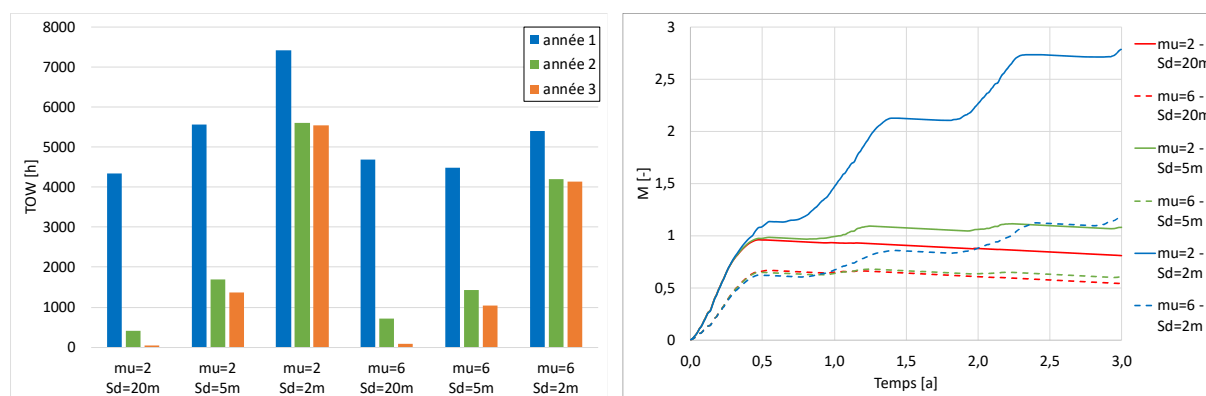 8000
7000
6000
5000
4000
3000
2000
1000
0
TOW [h]
année 1
année 2
année 3
mu=2 mu=2 mu=2 mu=6 mu=6 mu=6
Sd=20m Sd=5m Sd=2m Sd=20m Sd=5m Sd=2m
3
2,5
2
1,5
1
0,5
0
M [-]
0,0 0,5 1,0 1,5 2,0 2,5 3,0
Temps [a]
mu=2 -
Sd=20m
mu=6 -
Sd=20m
mu=2 -
Sd=5m
mu=6 -
Sd=5m
mu=2 -
Sd=2m
mu=6 -
Sd=2m